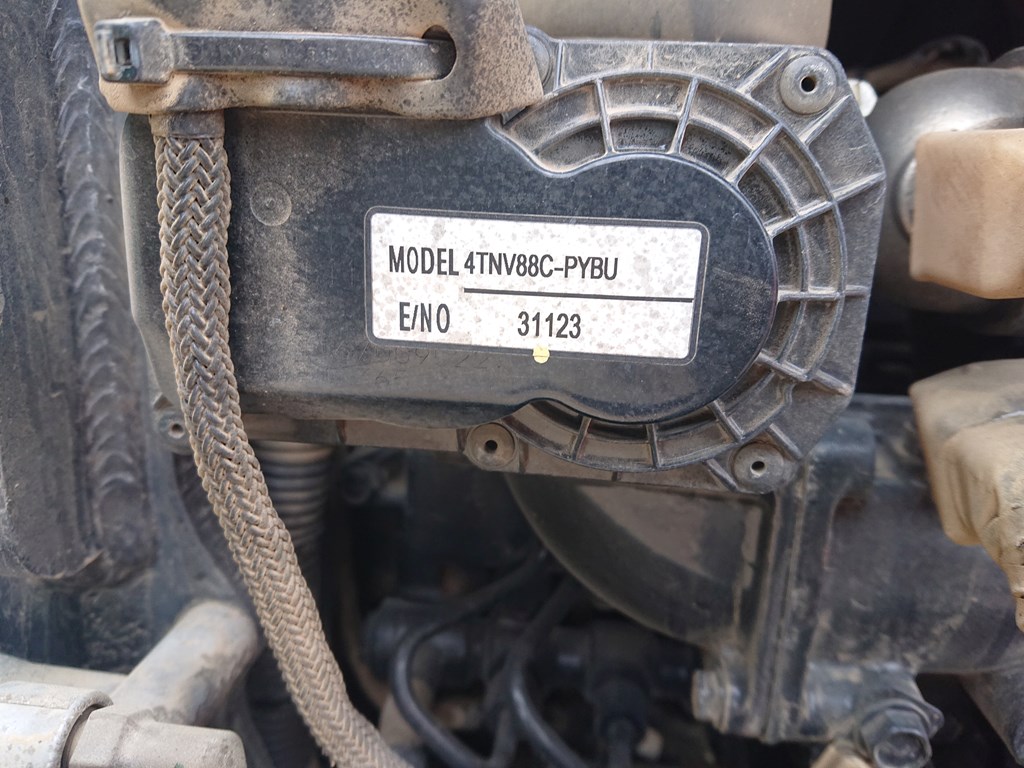 MODEL 4TNV88C-PYBU
E/NO 31123